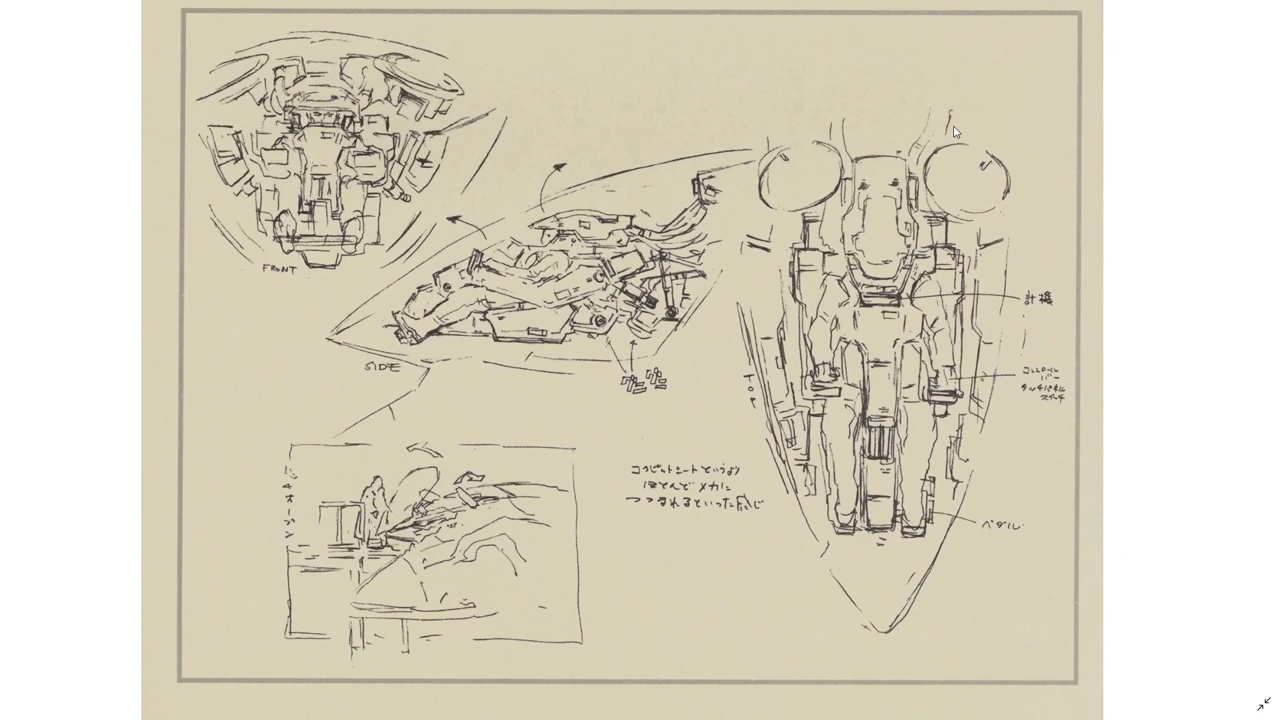 FRONT
SIDE
TOP
計機
コントロール
バー
タッチパネル
スイッチ
ハッチオープン
コクピットシートというより
ほとんどメカに
つつまれるといった感じ
ペダル